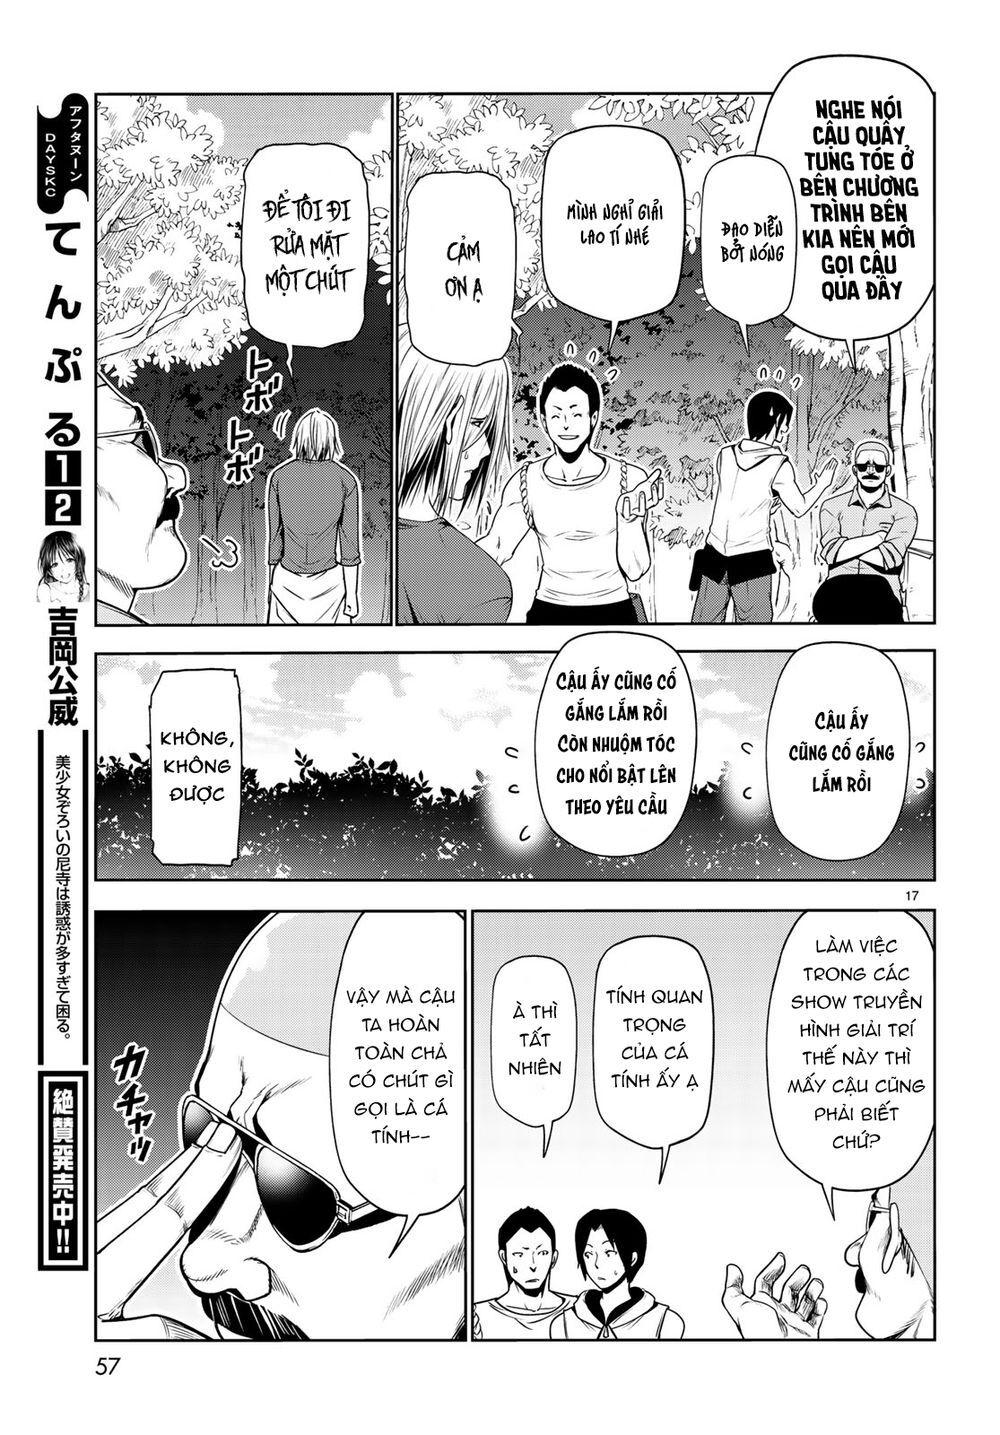 NGHE NÓI
CẬU QUẨY
TUNG TÓE Ở
BÊN CHƯƠNG
TRÌNH BÊN
KIA NÊN MỚI
GỌI CẬU
QUA ĐÂY
ĐẠO DIỄN
BỚT NÓNG
MÌNH NGHỈ GIẢI
LAO TÍ NHÉ
CẢM
ƠN Ạ
ĐỂ TÔI ĐI
RỬA MẶT
MỘT CHÚT
トボ
トボ
CẬU ẤY
CŨNG CỐ GẮNG
LẮM RỒI
CẬU ẤY CŨNG CỐ
GẮNG LẮM RỒI
CÒN NHUỘM TÓC
CHO NỔI BẬT LÊN
THEO YÊU CẦU
KHÔNG,
KHÔNG
ĐƯỢC
17
LÀM VIỆC
TRONG CÁC
SHOW TRUYỀN
HÌNH GIẢI TRÍ
THẾ NÀY THÌ
MẤY CẬU CŨNG
PHẢI BIẾT
CHỨ?
TÍNH QUAN
TRỌNG
CỦA CÁ
TÍNH ẤY Ạ
À THÌ
TẤT
NHIÊN
VẬY MÀ CẬU
TA HOÀN
TOÀN CHẢ
CÓ CHÚT GÌ
GỌI LÀ CÁ
TÍNH--
カチャッ
アフタヌーン
DAYSKC
てんぷる12
吉岡公威
美少女ぞろいの尼寺は誘惑が多すぎて困る。
絶賛発売中!!
57